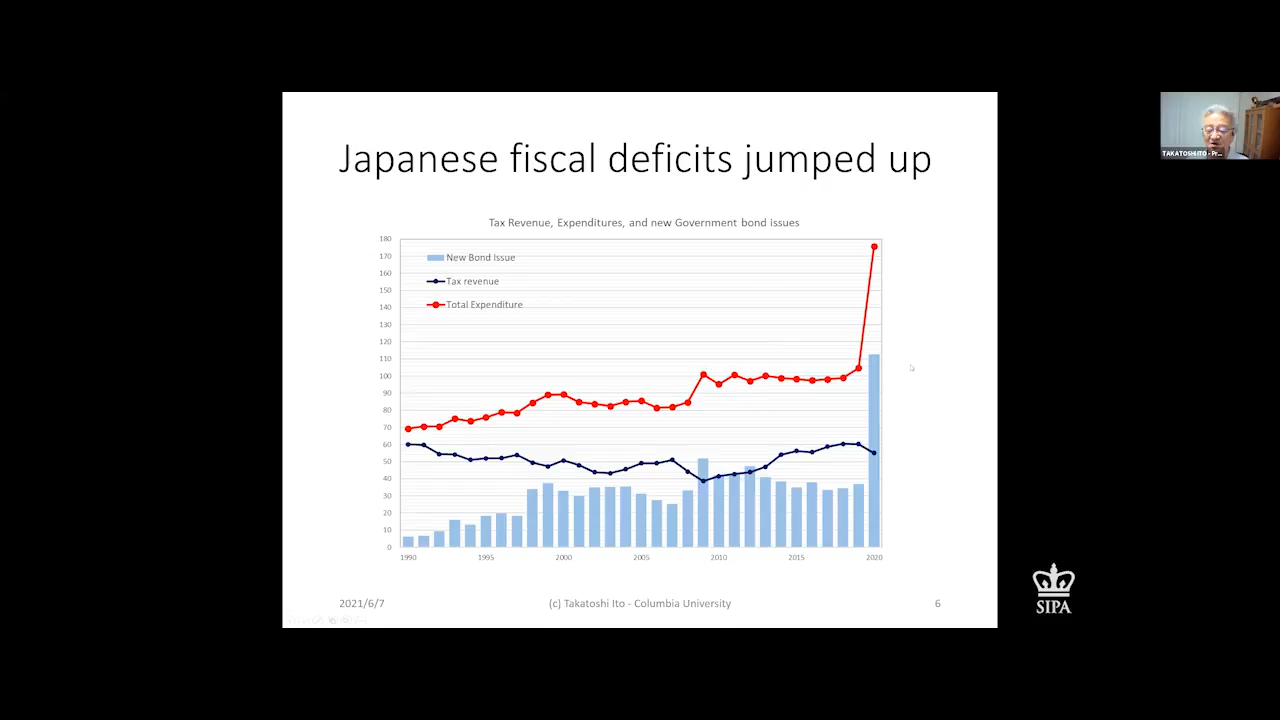 Japanese fiscal deficits jumped up
Tax Revenue, Expenditures, and new Government bond issues
180
170
160
150
140
130
120
110
100
90
80
70
60
50
40
30
20
10
0
New Bond Issue
Tax revenue
Total Expenditure
1990 1995 2000 2005 2010 2015 2020
2021/6/7 (c) Takatoshi Ito - Columbia University 6
TAKATOSHI ITO - Pr...
SIPA